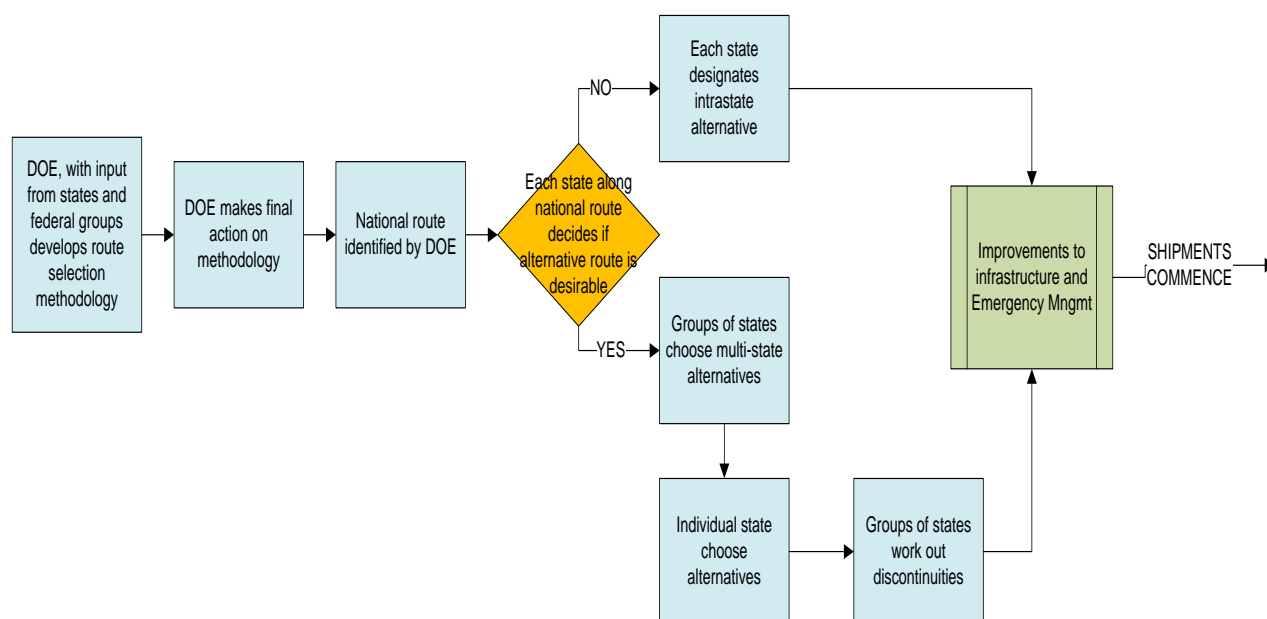 DOE, with input
from states and
federal groups
develops route
selection
methodology
DOE makes final
action on
methodology
National route
identified by DOE
Each state along
national route
decides if
alternative route is
desirable
NO
Each state
designates
intrastate
alternative
YES
Groups of states
choose multi-state
alternatives
Individual state
choose
alternatives
Groups of states
work out
discontinuities
Improvements to
infrastructure and
Emergency Mngmt
SHIPMENTS
COMMENCE